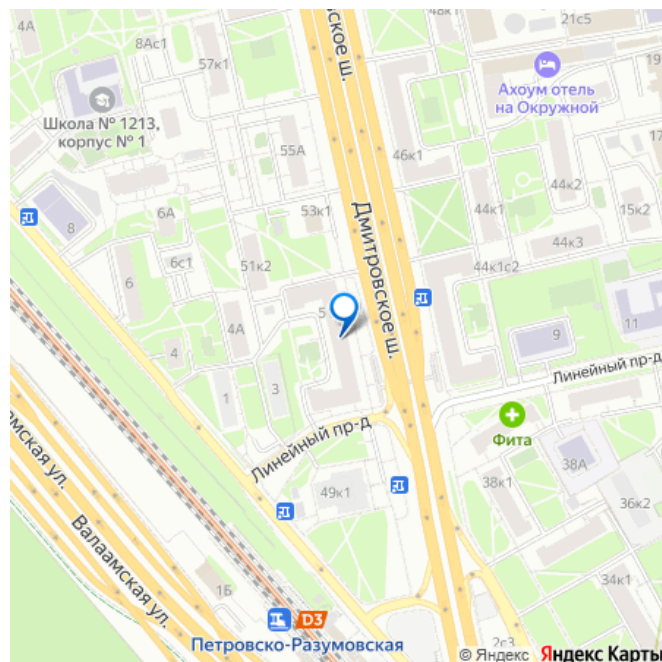 4А
48к1
21с5
8Ас1
57к1
ское ш.
19
Ахоум отель
на Окружной
Школа № 1213,
корпус № 1
55А
46к1
17
44к2
6А
53к1
44к1
15к2
8
Дмитровское ш.
6с1
51к2
44к3
6
44к1с2
5
4А
11
9
4
3
1
Линейный пр-д
Линейный пр-д
Фита
38А
49к1
38к1
36к2
амская ул.
Валаамская ул.
34к1
1Б
D3
Петровско-Разумовская
2с3
© Яндекс Яндекс Карты